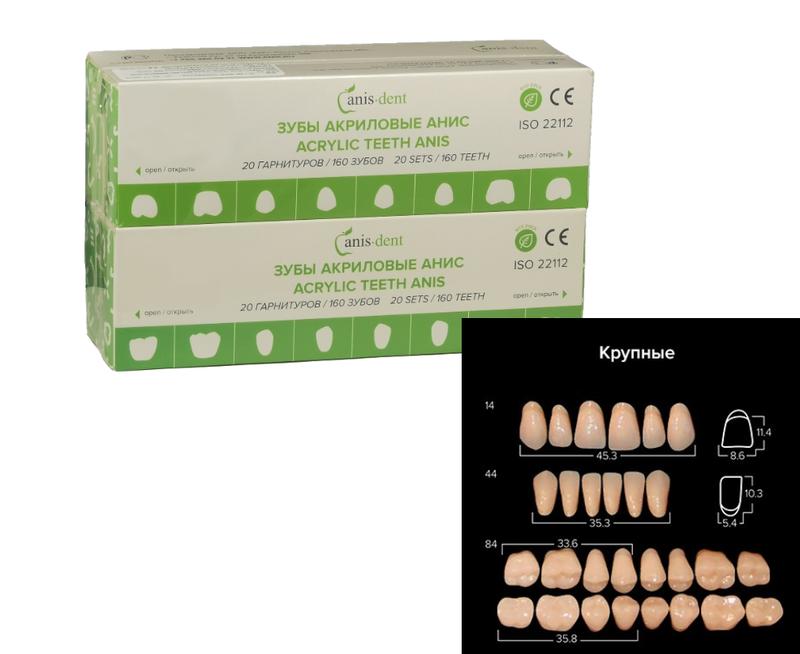 anis-dent
ЗУБЫ АКРИЛОВЫЕ АНИС
ACRYLIC TEETH ANIS
20 ГАРНИТУРОВ / 160 ЗУБОВ 20 SETS / 160 TEETH
open / открыть
open / открыть
CE
ISO 22112
anis-dent
ЗУБЫ АКРИЛОВЫЕ АНИС
ACRYLIC TEETH ANIS
20 ГАРНИТУРОВ / 160 ЗУБОВ 20 SETS / 160 TEETH
open / открыть
open / открыть
CE
ISO 22112
Крупные
14
45.3
11.4
8.6
44
35.3
10.3
5.4
84
33.6
35.8